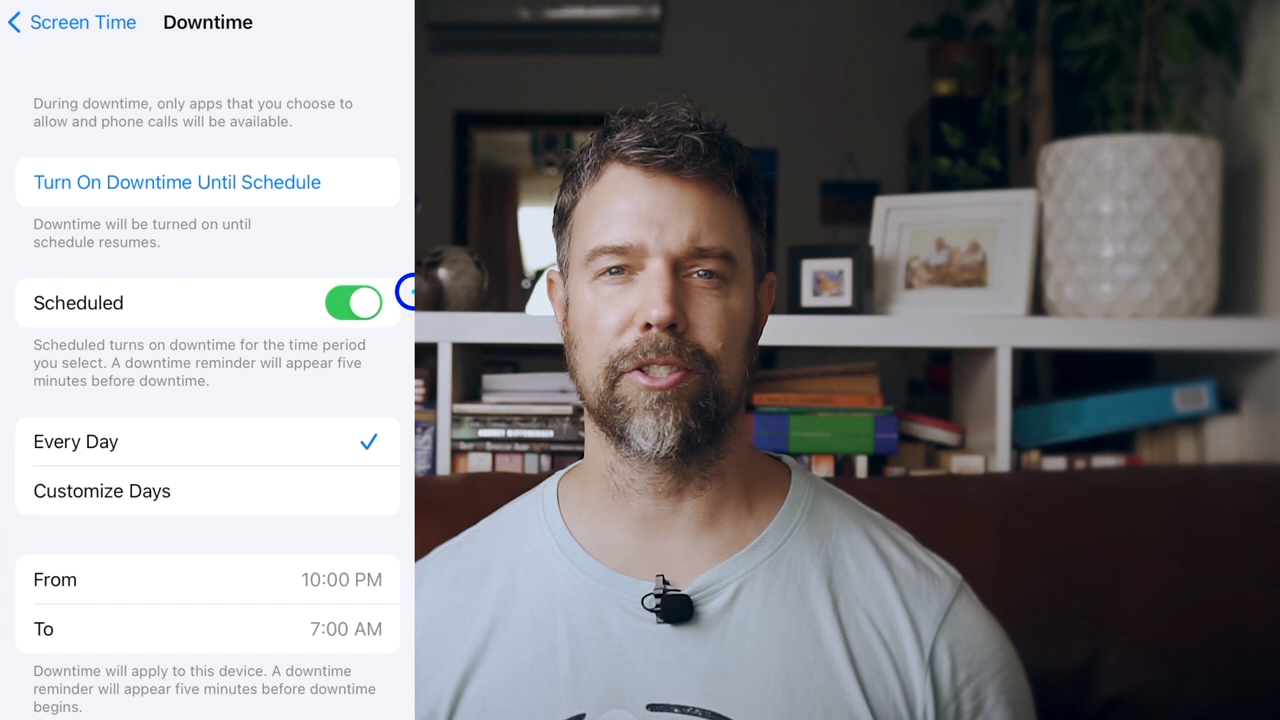 Screen Time
Downtime
During downtime, only apps that you choose to
allow and phone calls will be available.
Turn On Downtime Until Schedule
Downtime will be turned on until
schedule resumes.
Scheduled
Scheduled turns on downtime for the time period
you select. A downtime reminder will appear five
minutes before downtime.
Every Day
Customize Days
From 10:00 PM
To 7:00 AM
Downtime will apply to this device. A downtime
reminder will appear five minutes before downtime
begins.